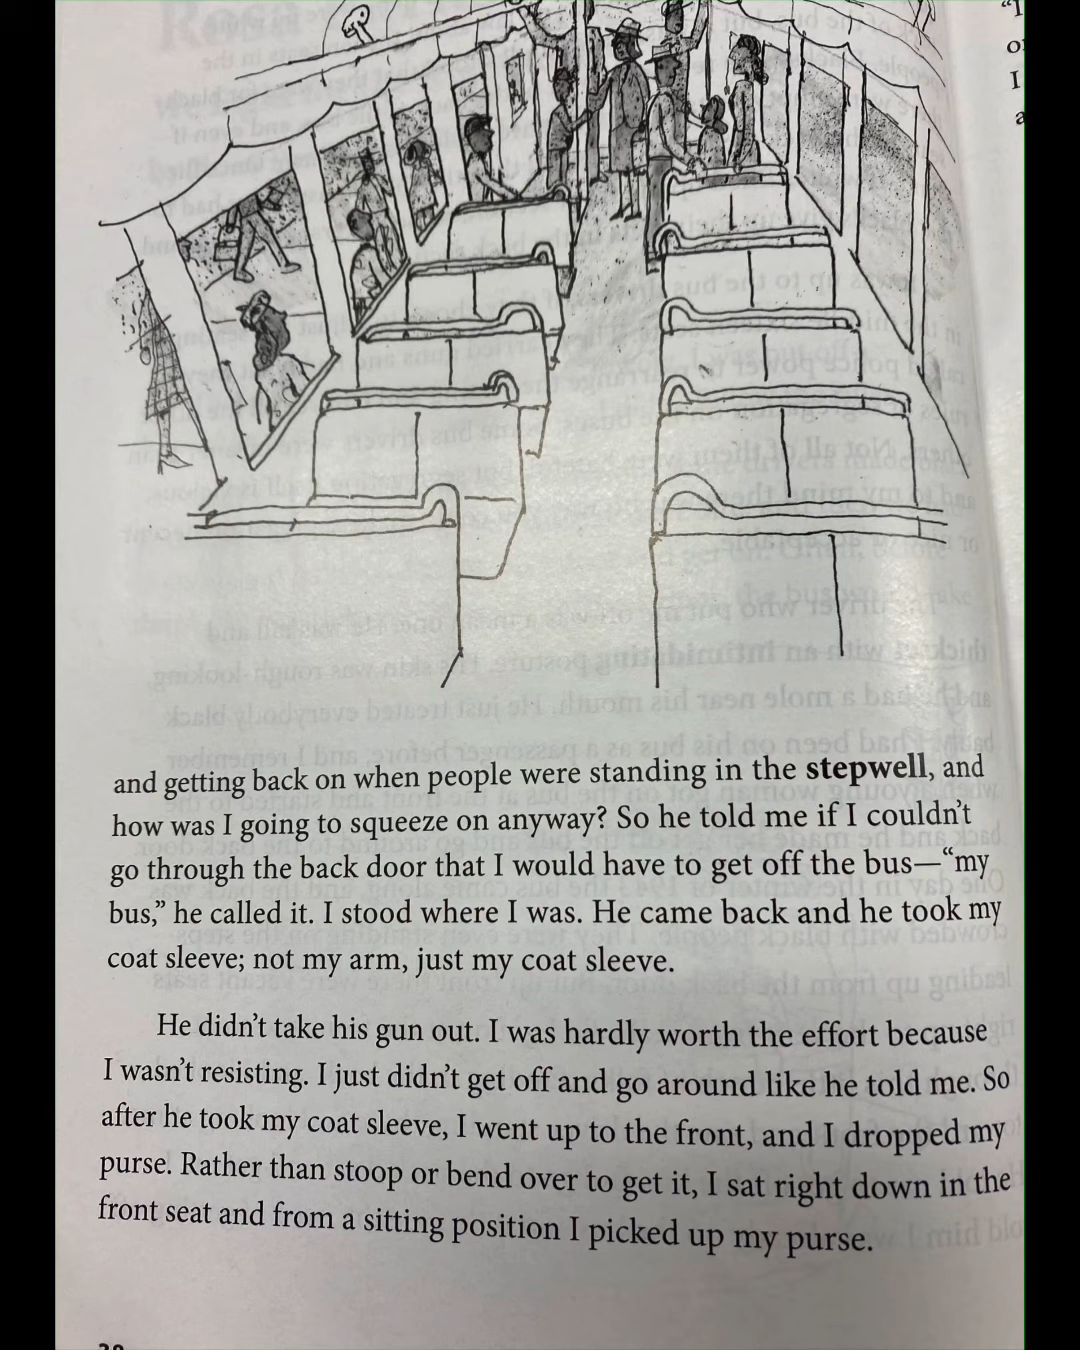 “I
I
a
and getting back on when people were standing in the stepwell, and
how was I going to squeeze on anyway? So he told me if I couldn’t
go through the back door that I would have to get off the bus—“my
bus,” he called it. I stood where I was. He came back and he took my
coat sleeve; not my arm, just my coat sleeve.
He didn’t take his gun out. I was hardly worth the effort because
I wasn’t resisting. I just didn’t get off and go around like he told me. So
after he took my coat sleeve, I went up to the front, and I dropped my
purse. Rather than stoop or bend over to get it, I sat right down in the
front seat and from a sitting position I picked up my purse.